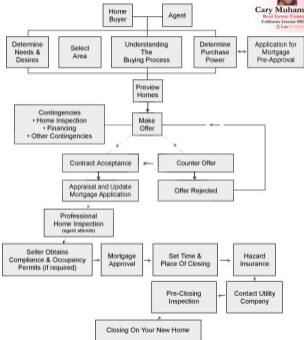 Home
Buyer
Agent
Cary Muham
Real Estate
California License
Determine
Needs &
Desires
Select
Area
Understanding
The
Buying Process
Determine
Purchase
Power
Application for
Mortgage
Pre-Approval
Preview
Homes
Contingencies
• Home Inspection
• Financing
• Other Contingencies
Make
Offer
Contract Acceptance
Counter Offer
Appraisal and Update
Mortgage Application
Offer Rejected
Professional
Home Inspection
(agent attends)
Seller Obtains
Compliance & Occupancy
Permits (if required)
Mortgage
Approval
Set Time &
Place Of Closing
Hazard
Insurance
Pre-Closing
Inspection
Contact Utility
Company
Closing On Your New Home